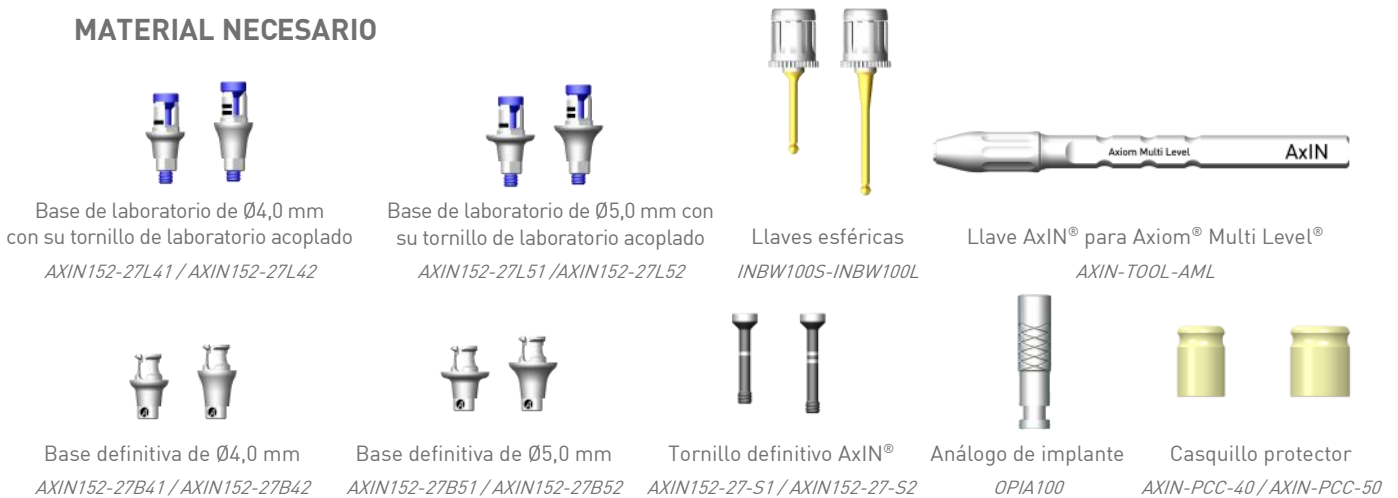 MATERIAL NECESARIO
Axiom Multi Level
AxIN
Base de laboratorio de Ø4,0 mm
con su tornillo de laboratorio acoplado
AXIN152-27L41 / AXIN152-27L42
Base de laboratorio de Ø5,0 mm con
su tornillo de laboratorio acoplado
AXIN152-27L51 /AXIN152-27L52
Llaves esféricas
INBW100S-INBW100L
Llave AxIN® para Axiom® Multi Level®
AXIN-TOOL-AML
Base definitiva de Ø4,0 mm
AXIN152-27B41 / AXIN152-27B42
Base definitiva de Ø5,0 mm
AXIN152-27B51 / AXIN152-27B52
Tornillo definitivo AxIN®
AXIN152-27-S1 / AXIN152-27-S2
Análogo de implante
OPIA100
Casquillo protector
AXIN-PCC-40 / AXIN-PCC-50